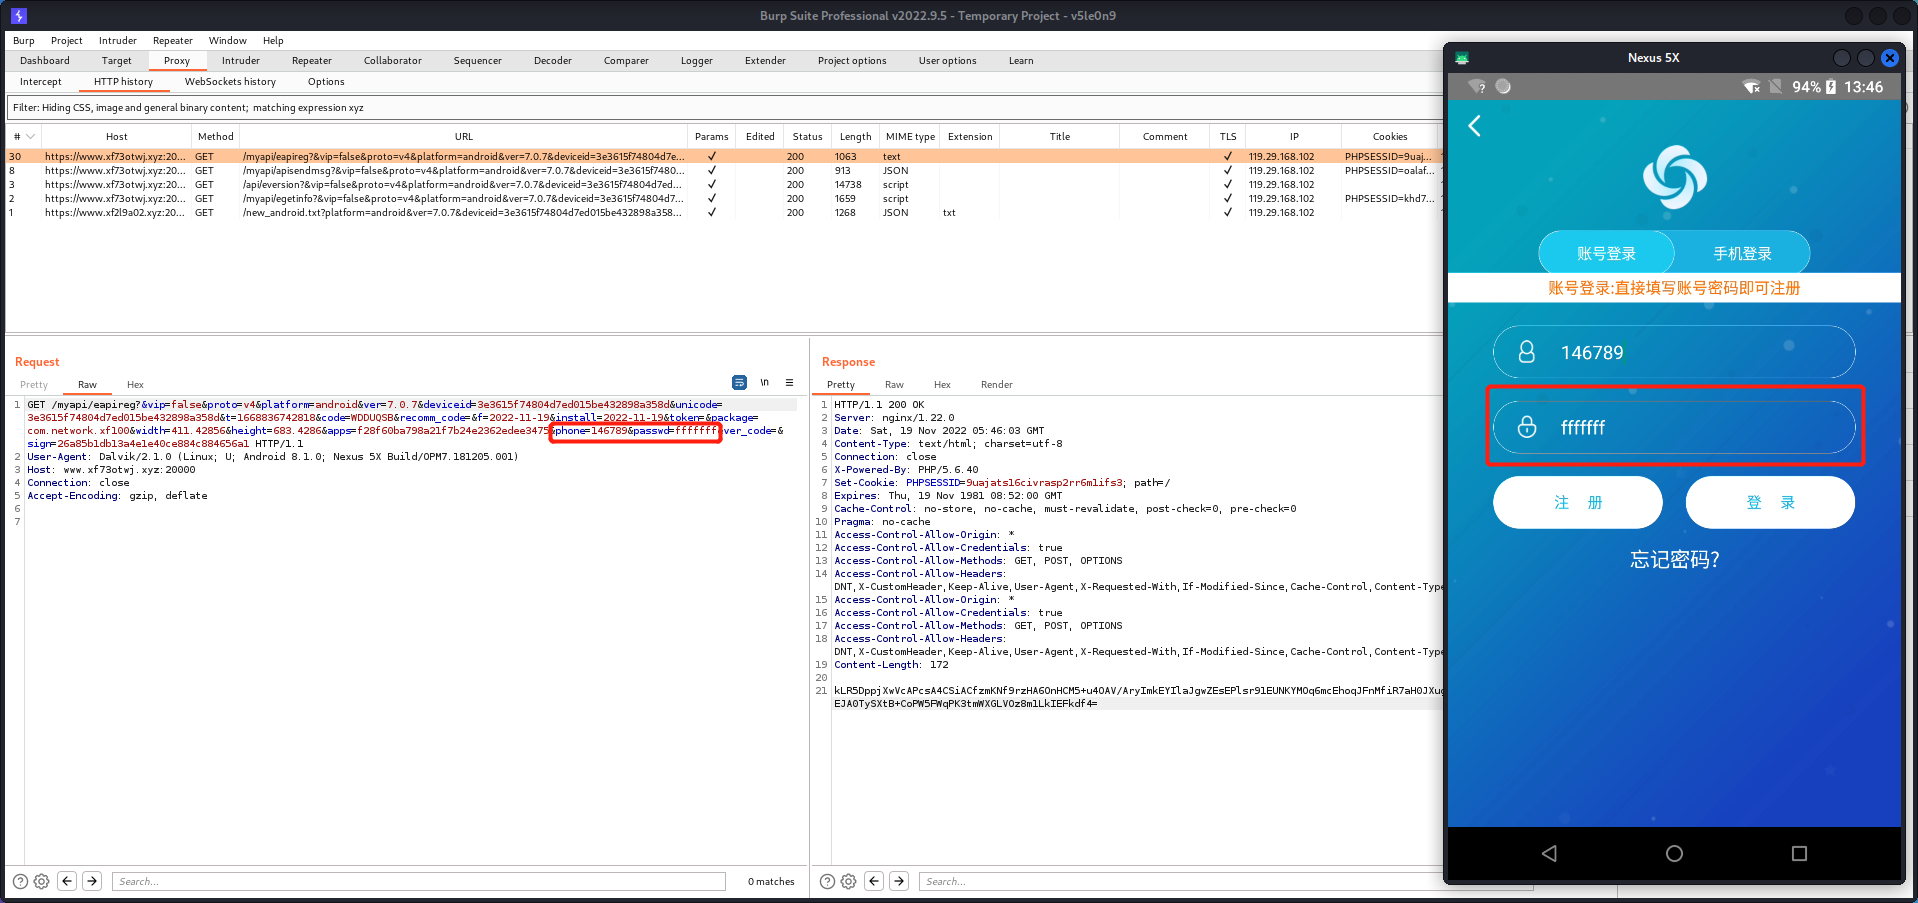 Burp Suite Professional v2022.9.5 - Temporary Project - v5le0n9
Burp Project Intruder Repeater Window Help
Dashboard Target Proxy Intruder Repeater Collaborator Sequencer Decoder Comparer Logger Extender Project options User options Learn
Intercept HTTP history WebSockets history Options
Filter: Hiding CSS, image and general binary content; matching expression xyz
# Host Method URL Params Edited Status Length MIME type Extension Title Comment TLS IP Cookies
30 https://www.xf73otwj.xyz:20... GET /myapi/eapireg?&vip=false&proto=v4&platform=android&ver=7.0.7&deviceid=3e3615f74804d7e... ✓ 200 1063 text ✓ 119.29.168.102 PHPSESSID=9uaj...
8 https://www.xf73otwj.xyz:20... GET /myapi/apisendmsg?&vip=false&proto=v4&platform=android&ver=7.0.7&deviceid=3e3615f7480... ✓ 200 913 JSON ✓ 119.29.168.102 PHPSESSID=oalaf...
3 https://www.xf73otwj.xyz:20... GET /api/eversion?&vip=false&proto=v4&platform=android&ver=7.0.7&deviceid=3e3615f74804d7ed... ✓ 200 14738 script ✓ 119.29.168.102
2 https://www.xf73otwj.xyz:20... GET /myapi/egetinfo?&vip=false&proto=v4&platform=android&ver=7.0.7&deviceid=3e3615f74804d... ✓ 200 1659 script ✓ 119.29.168.102 PHPSESSID=khd7...
1 https://www.xf2l9a02.xyz:20... GET /new_android.txt?platform=android&ver=7.0.7&deviceid=3e3615f74804d7ed015be432898a358... ✓ 200 1268 JSON txt ✓ 119.29.168.102
Request
Pretty Raw Hex
\n
1 GET /myapi/eapireg?&vip=false&proto=v4&platform=android&ver=7.0.7&deviceid=3e3615f74804d7ed015be432898a358d&unicode=
3e3615f74804d7ed015be432898a358d&t=1668836742818&code=WDDUQSB&recomm_code=&f=2022-11-19&install=2022-11-19&token=&package=
com.network.xf100&width=411.42856&height=683.4286&apps=f28f60ba798a21f7b24e2362edee3475&phone=146789&passwd=fffffff&ver_code=&
sign=26a85b1db13a4e1e40ce884c884656a1 HTTP/1.1
2 User-Agent: Dalvik/2.1.0 (Linux; U; Android 8.1.0; Nexus 5X Build/OPM7.181205.001)
3 Host: www.xf73otwj.xyz:20000
4 Connection: close
5 Accept-Encoding: gzip, deflate
6
7
Search...
0 matches
Response
Pretty Raw Hex Render
1 HTTP/1.1 200 OK
2 Server: nginx/1.22.0
3 Date: Sat, 19 Nov 2022 05:46:03 GMT
4 Content-Type: text/html; charset=utf-8
5 Connection: close
6 X-Powered-By: PHP/5.6.40
7 Set-Cookie: PHPSESSID=9uajats16civrasp2rr6m1ifs3; path=/
8 Expires: Thu, 19 Nov 1981 08:52:00 GMT
9 Cache-Control: no-store, no-cache, must-revalidate, post-check=0, pre-check=0
10 Pragma: no-cache
11 Access-Control-Allow-Origin: *
12 Access-Control-Allow-Credentials: true
13 Access-Control-Allow-Methods: GET, POST, OPTIONS
14 Access-Control-Allow-Headers:
DNT,X-CustomHeader,Keep-Alive,User-Agent,X-Requested-With,If-Modified-Since,Cache-Control,Content-Type
15 Access-Control-Allow-Origin: *
16 Access-Control-Allow-Credentials: true
17 Access-Control-Allow-Methods: GET, POST, OPTIONS
18 Access-Control-Allow-Headers:
DNT,X-CustomHeader,Keep-Alive,User-Agent,X-Requested-With,If-Modified-Since,Cache-Control,Content-Type
19 Content-Length: 172
20
21 kLR5DppjXwVcAPcsA4CSiACfzmKNf9rzHA6OnHCM5+u4OAV/AryImkEYIlaJgwZEsEPlsr91EUNKYMOq6mcEhoqJFnMfiR7aHOJXug
EJA0TySXtB+CoPW5FWqPK3tmWXGLVOz8m1LkIEFkdf4=
Search...
Nexus 5X
94% 13:46
账号登录 手机登录
账号登录:直接填写账号密码即可注册
146789
fffffff
注 册 登 录
忘记密码?